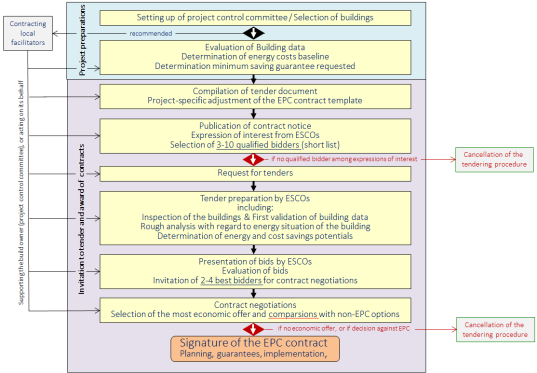 Contracting
local
facilitators
Project preparations
Setting up of project control committee/ Selection of buildings
recommended
Evaluation of Building data
Determination of energy costs baseline
Determination minimum saving guarantee requested
Supporting the build owner (project control committee), or acting on its behalf
Invitation to tender and award of contracts
Compilation of tender document
Project-specific adjustment of the EPC contract template
Publication of contract notice
Expression of interest from ESCOs
Selection of 3-10 qualified bidders (short list)
if no qualified bidder among expressions of interest
Cancellation of the
tendering procedure
Request for tenders
Tender preparation by ESCOs
including:
Inspection of the buildings & First validation of building data
Rough analysis with regard to energy situation of the building
Determination of energy and cost savings potentials
Presentation of bids by ESCOs
Evaluation of bids
Invitation of 2-4 best bidders for contract negotiations
Contract negotiations
Selection of the most economic offer and comparsions with non-EPC options
if no economic offer, or if decision against EPC
Cancellation of the
tendering procedure
Signature of the EPC contract
Planning, guarantees, implementation,